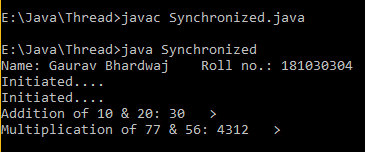 E:\Java\Thread>javac Synchronized.java
E:\Java\Thread>java Synchronized
Name: Gaurav Bhardwaj    Roll no.: 181030304
Initiated....
Initiated....
Addition of 10 & 20: 30   >
Multiplication of 77 & 56: 4312   >